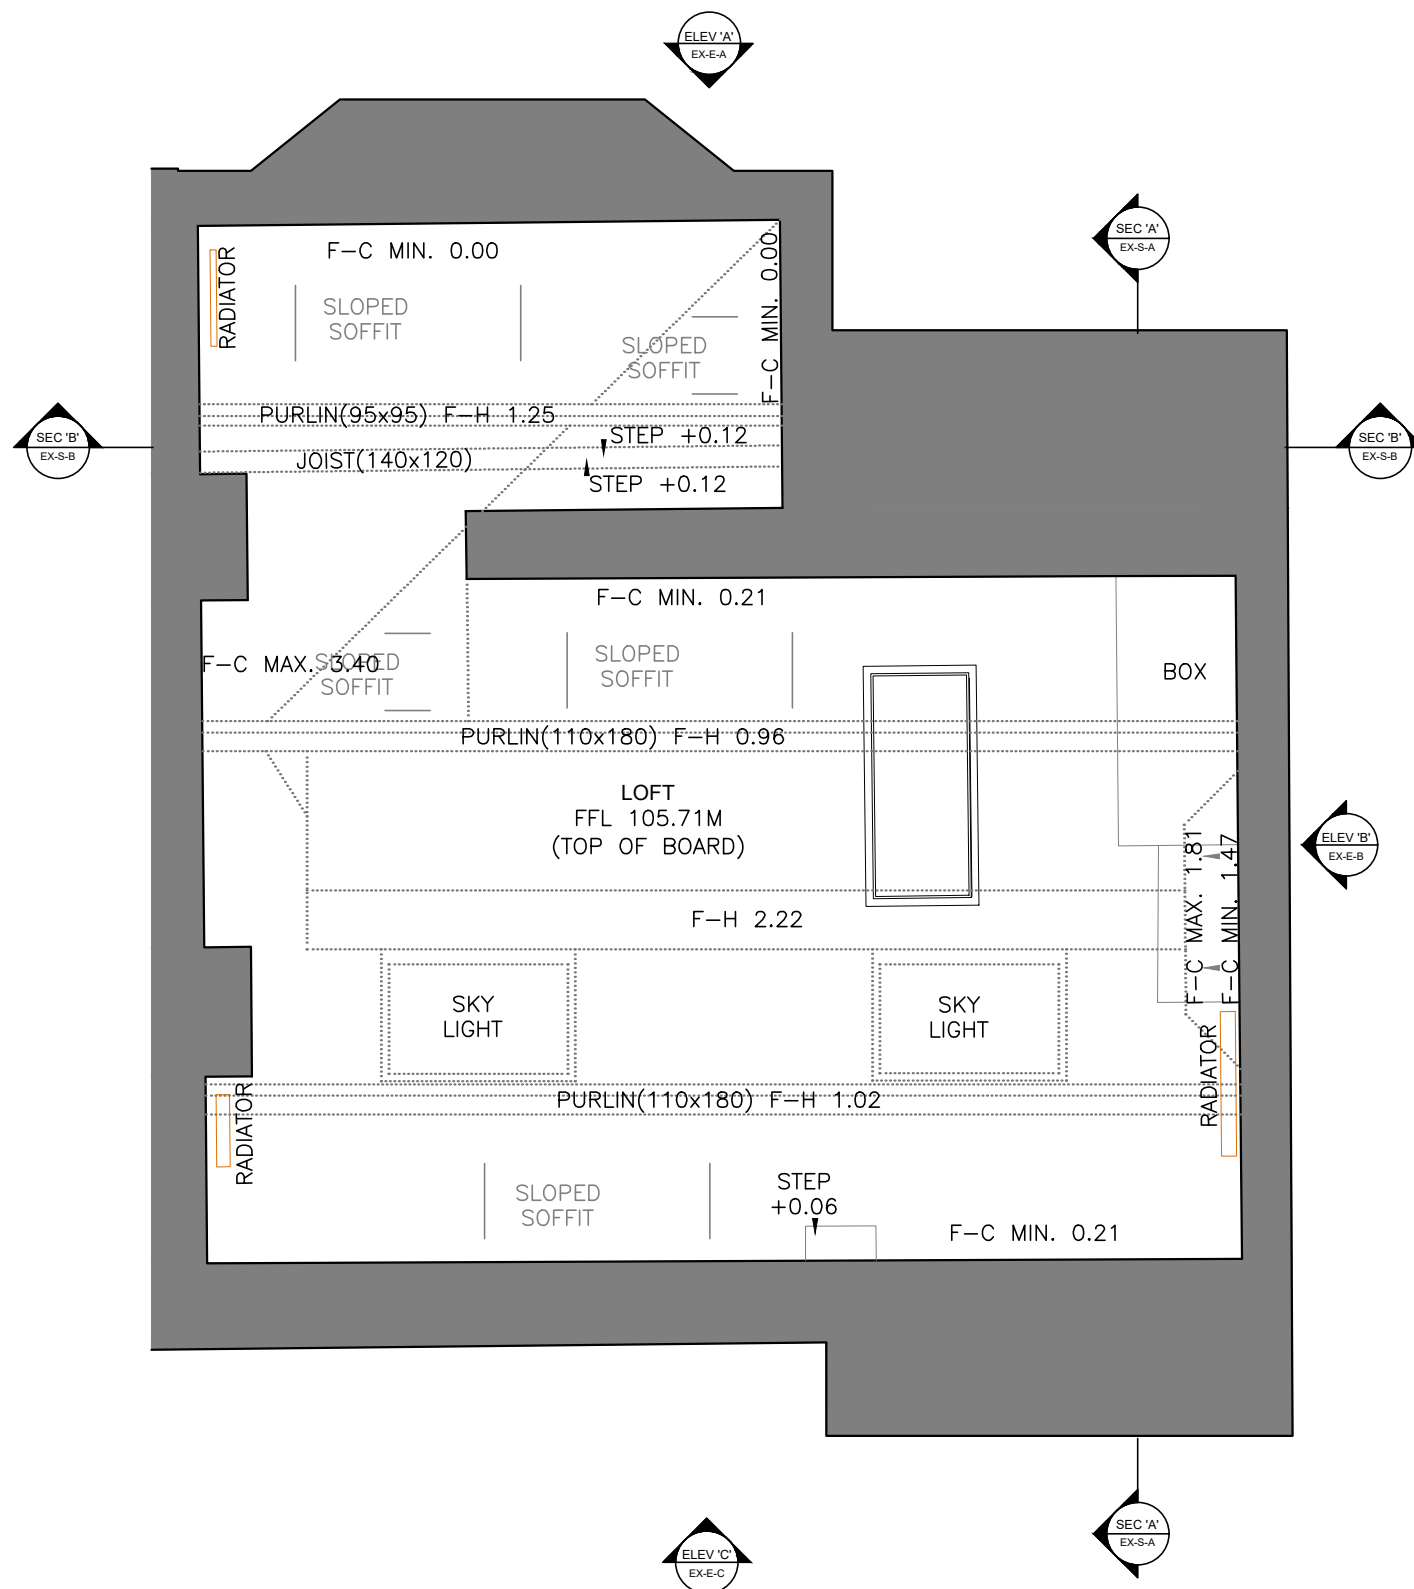 ELEV 'A'
EX-E-A
SEC 'A'
EX-S-A
F-C MIN. 0.00
RADIATOR
SLOPED
SOFFIT
F-C MIN. 0.00
SLOPED
SOFFIT
PURLIN(95x95) F-H 1.25
STEP +0.12
SEC 'B'
EX-S-B
SEC 'B'
EX-S-B
JOIST(140x120)
STEP +0.12
F-C MIN. 0.21
F-C MAX. 3.40
SLOPED
SOFFIT
SLOPED
SOFFIT
BOX
PURLIN(110x180) F-H 0.96
LOFT
FFL 105.71M
(TOP OF BOARD)
ELEV 'B'
EX-E-B
F-C MAX. 1.81
F-C MIN. 1.47
F-H 2.22
SKY
LIGHT
SKY
LIGHT
RADIATOR
PURLIN(110x180) F-H 1.02
RADIATOR
SLOPED
SOFFIT
STEP
+0.06
F-C MIN. 0.21
SEC 'A'
EX-S-A
ELEV 'C'
EX-E-C